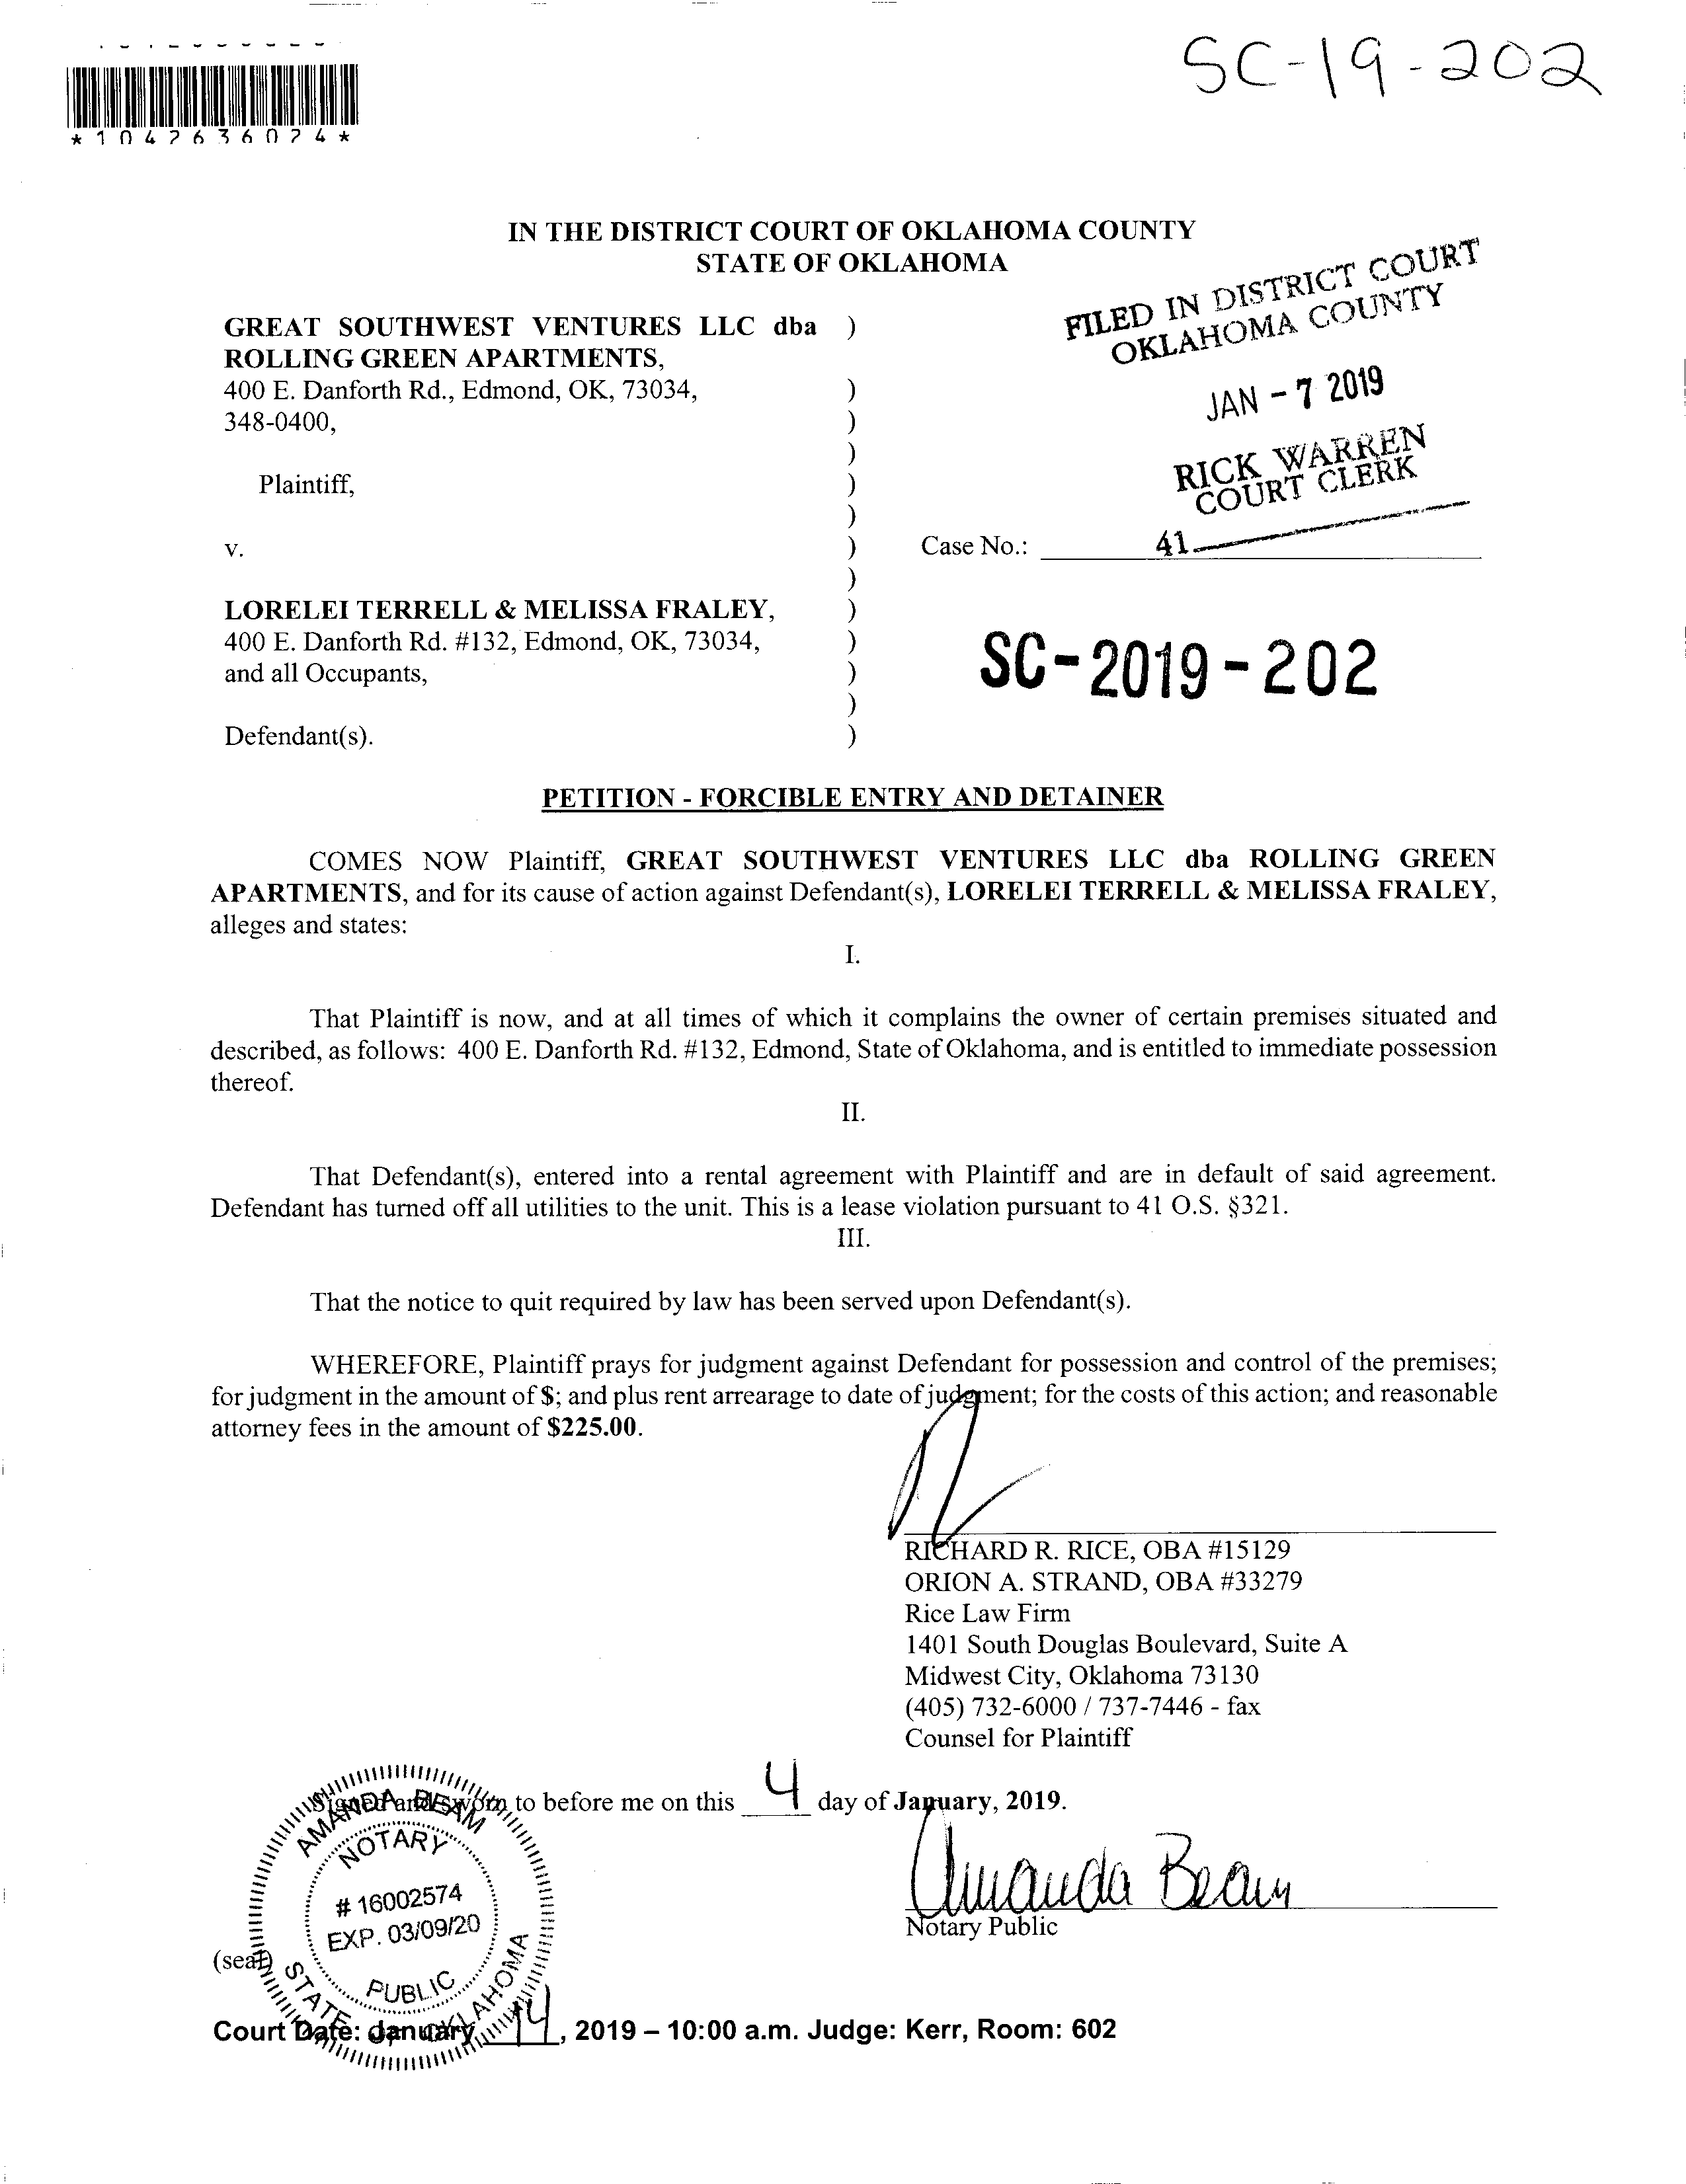 SC-19-202
*1042636024*
IN THE DISTRICT COURT OF OKLAHOMA COUNTY
STATE OF OKLAHOMA
FILED IN DISTRICT COURT
OKLAHOMA COUNTY
JAN - 7 2019
RICK WARREN
COURT CLERK
41
GREAT SOUTHWEST VENTURES LLC dba )
ROLLING GREEN APARTMENTS,
400 E. Danforth Rd., Edmond, OK, 73034, )
348-0400, )
)
Plaintiff, )
)
v. ) Case No.:
)
LORELEI TERRELL & MELISSA FRALEY, )
400 E. Danforth Rd. #132, Edmond, OK, 73034, )
and all Occupants, )
)
Defendant(s). )
SC-2019-202
PETITION - FORCIBLE ENTRY AND DETAINER
COMES NOW Plaintiff, GREAT SOUTHWEST VENTURES LLC dba ROLLING GREEN
APARTMENTS, and for its cause of action against Defendant(s), LORELEI TERRELL & MELISSA FRALEY,
alleges and states:
I.
That Plaintiff is now, and at all times of which it complains the owner of certain premises situated and
described, as follows: 400 E. Danforth Rd. #132, Edmond, State of Oklahoma, and is entitled to immediate possession
thereof.
II.
That Defendant(s), entered into a rental agreement with Plaintiff and are in default of said agreement.
Defendant has turned off all utilities to the unit. This is a lease violation pursuant to 41 O.S. §321.
III.
That the notice to quit required by law has been served upon Defendant(s).
WHEREFORE, Plaintiff prays for judgment against Defendant for possession and control of the premises;
for judgment in the amount of $; and plus rent arrearage to date of judgment; for the costs of this action; and reasonable
attorney fees in the amount of $225.00.
RICHARD R. RICE, OBA #15129
ORION A. STRAND, OBA #33279
Rice Law Firm
1401 South Douglas Boulevard, Suite A
Midwest City, Oklahoma 73130
(405) 732-6000 / 737-7446 - fax
Counsel for Plaintiff
Signed and sworn to before me on this 4 day of January, 2019.
Amanda Beam
Notary Public
AMANDA BEAM
NOTARY
# 16002574
EXP. 03/09/20
PUBLIC
STATE OF OKLAHOMA
(seal)
Court Date: January 14, 2019 – 10:00 a.m. Judge: Kerr, Room: 602